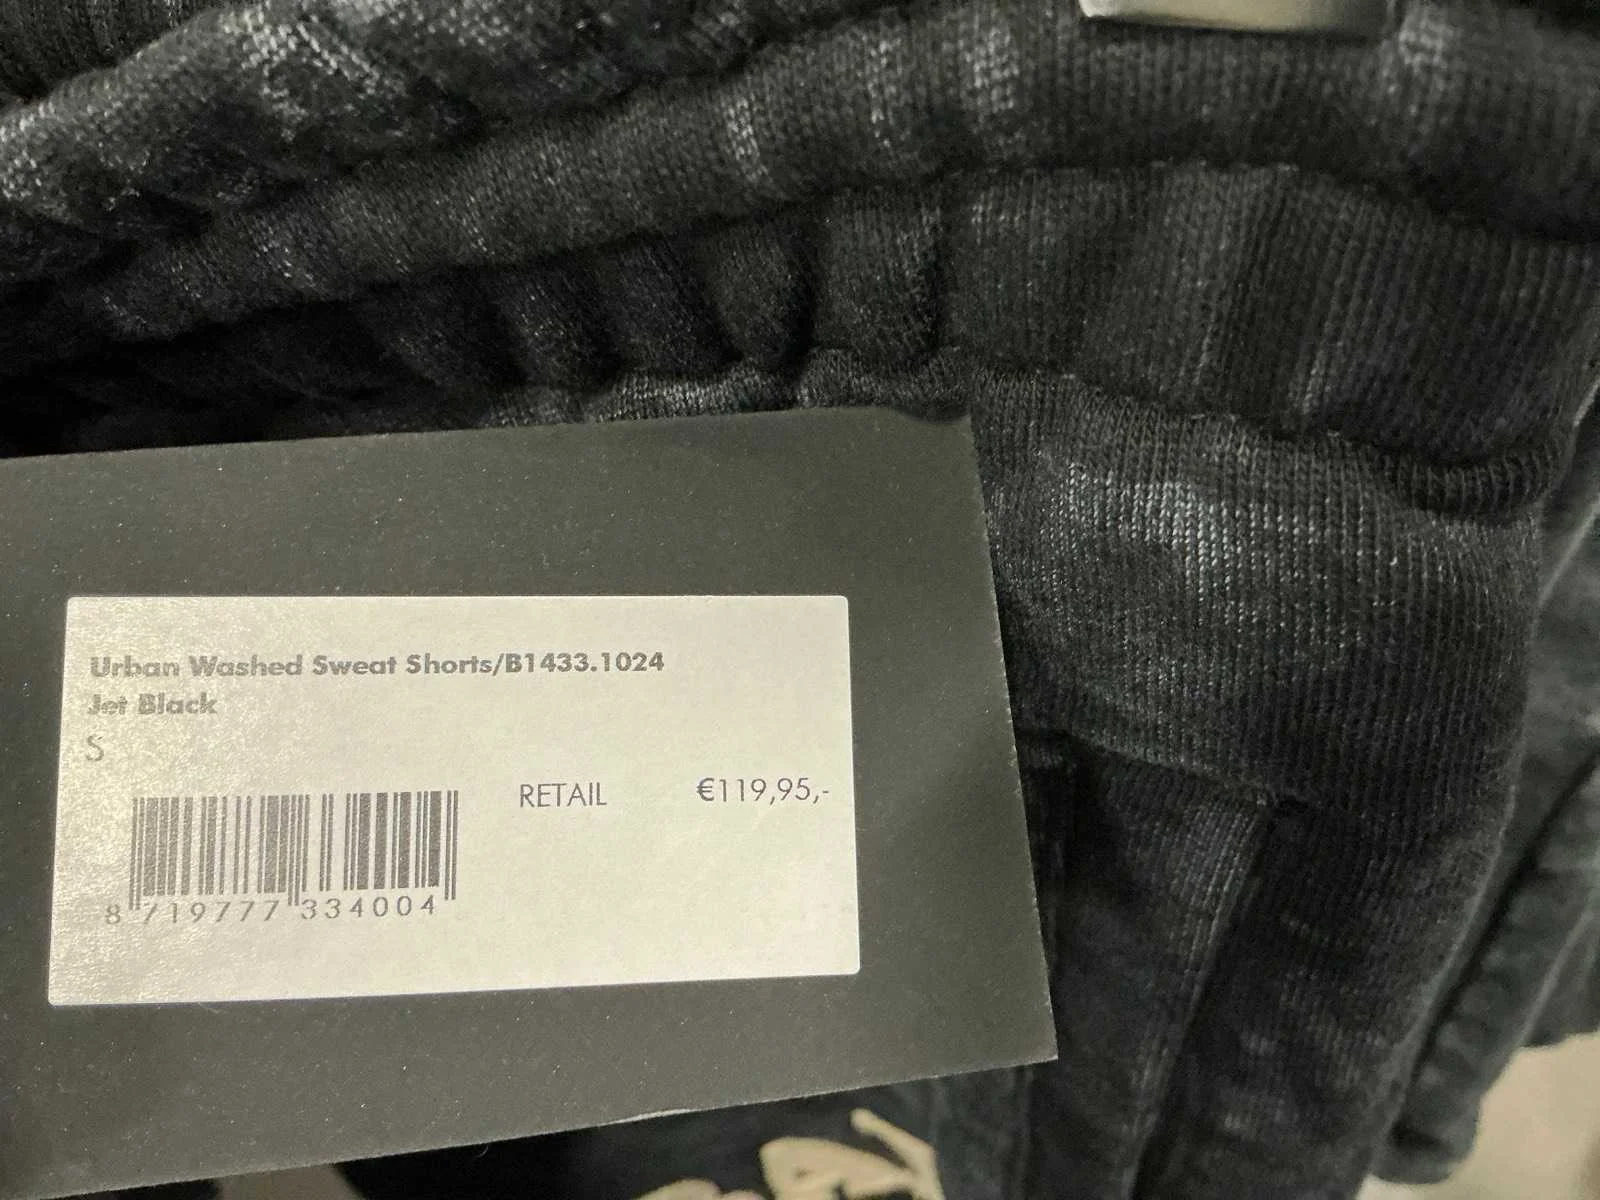 Urban Washed Sweat Shorts/B1433.1024
Jet Black
S
RETAIL €119,95,-
8 719777 334004